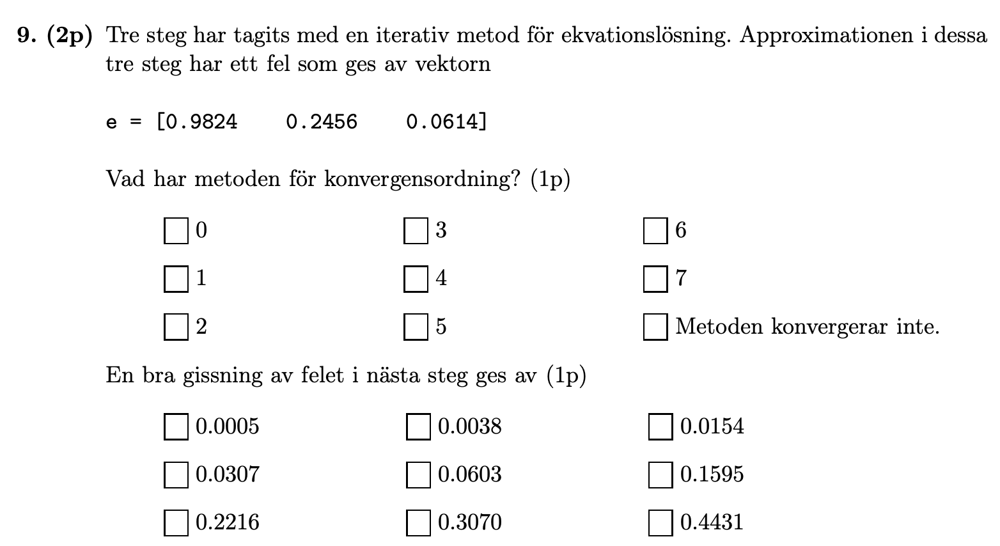 9. (2p) Tre steg har tagits med en iterativ metod för ekvationslösning. Approximationen i dessa
tre steg har ett fel som ges av vektorn
e = [0.9824 0.2456 0.0614]
Vad har metoden för konvergensordning? (1p)
0 3 6
1 4 7
2 5 Metoden konvergerar inte.
En bra gissning av felet i nästa steg ges av (1p)
0.0005 0.0038 0.0154
0.0307 0.0603 0.1595
0.2216 0.3070 0.4431